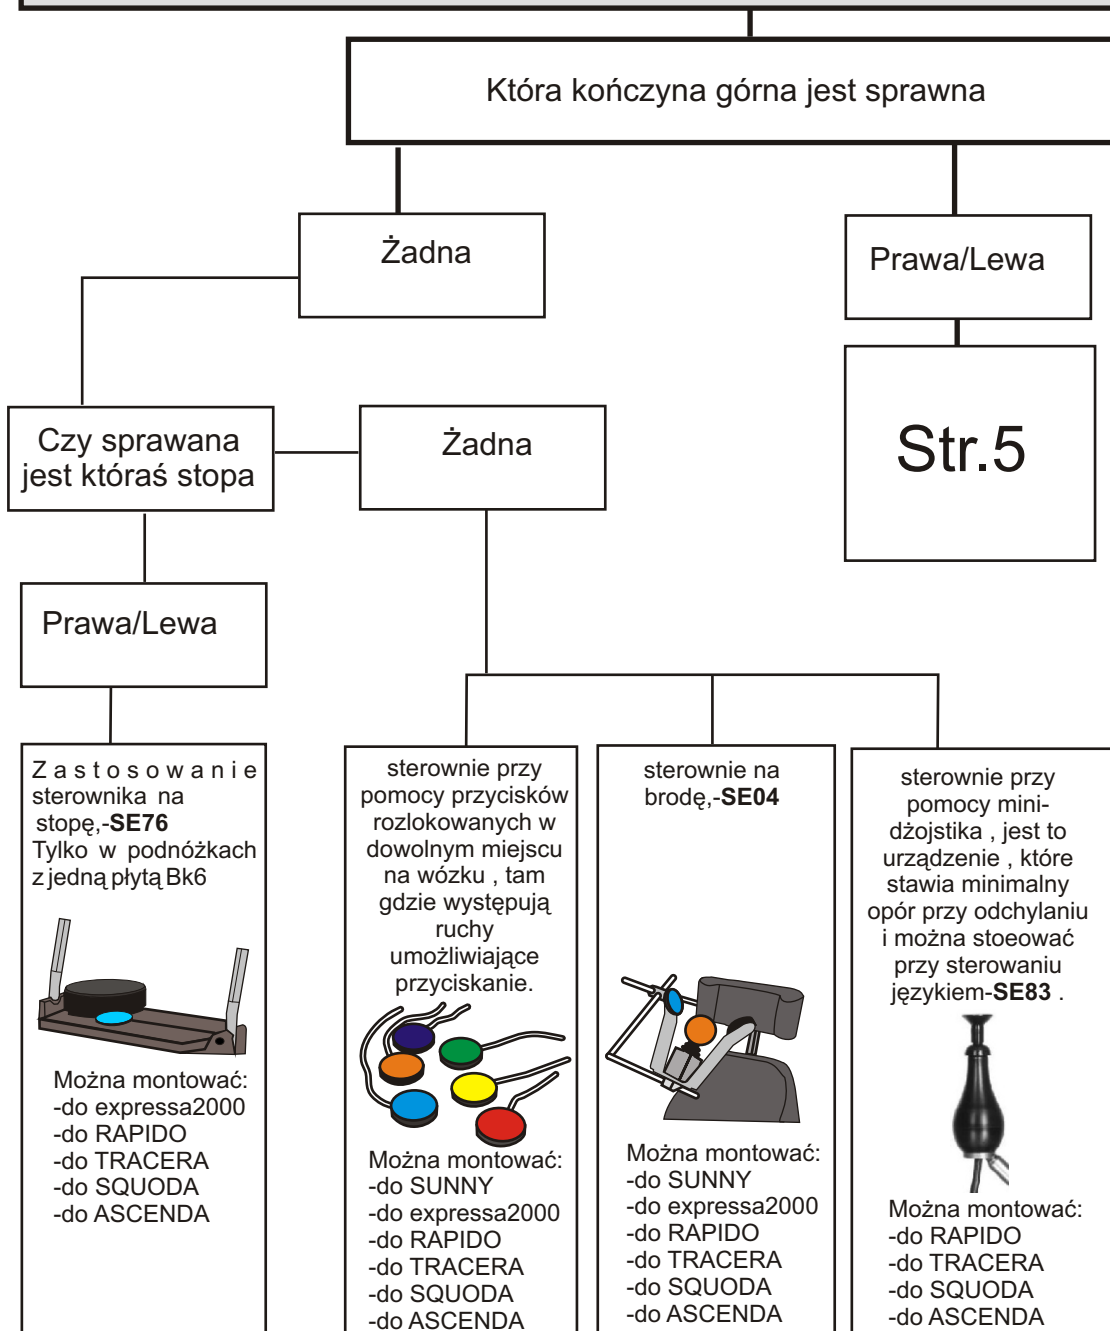 Która kończyna górna jest sprawna
Żadna
Prawa/Lewa
Str.5
Czy sprawana
jest któraś stopa
Żadna
Prawa/Lewa
Zastosowanie
sterownika na
stopę,-SE76
Tylko w podnóżkach
z jedną płytą Bk6
Można montować:
-do expressa2000
-do RAPIDO
-do TRACERA
-do SQUODA
-do ASCENDA
sterownie przy
pomocy przycisków
rozlokowanych w
dowolnym miejscu
na wózku , tam
gdzie występują
ruchy
umożliwiające
przyciskanie.
Można montować:
-do SUNNY
-do expressa2000
-do RAPIDO
-do TRACERA
-do SQUODA
-do ASCENDA
sterownie na
brodę,-SE04
Można montować:
-do SUNNY
-do expressa2000
-do RAPIDO
-do TRACERA
-do SQUODA
-do ASCENDA
sterownie przy
pomocy mini-
dżojstika , jest to
urządzenie , które
stawia minimalny
opór przy odchylaniu
i można stoeować
przy sterowaniu
językiem-SE83 .
Można montować:
-do RAPIDO
-do TRACERA
-do SQUODA
-do ASCENDA